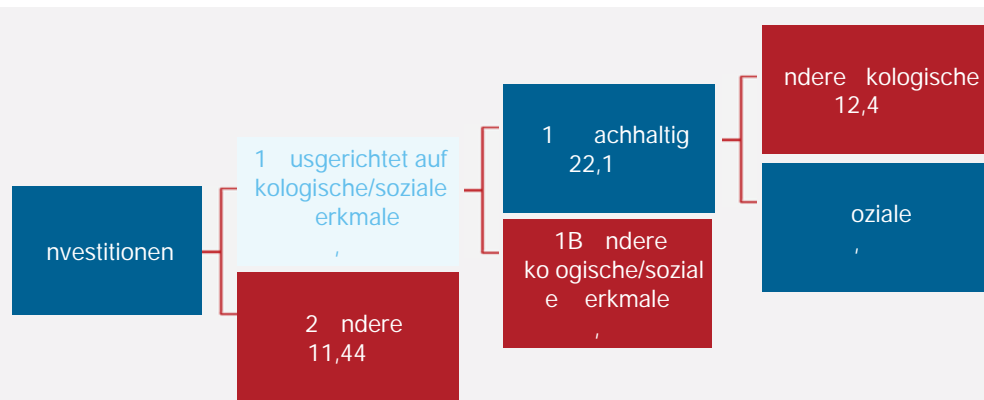 nvestitionen
1 usgerichtet auf
kologische/soziale
erkmale
,
2 ndere
11,44
1 achhaltig
22,1
1B ndere
ko ogische/sozial
e erkmale
,
ndere kologische
12,4
oziale
,